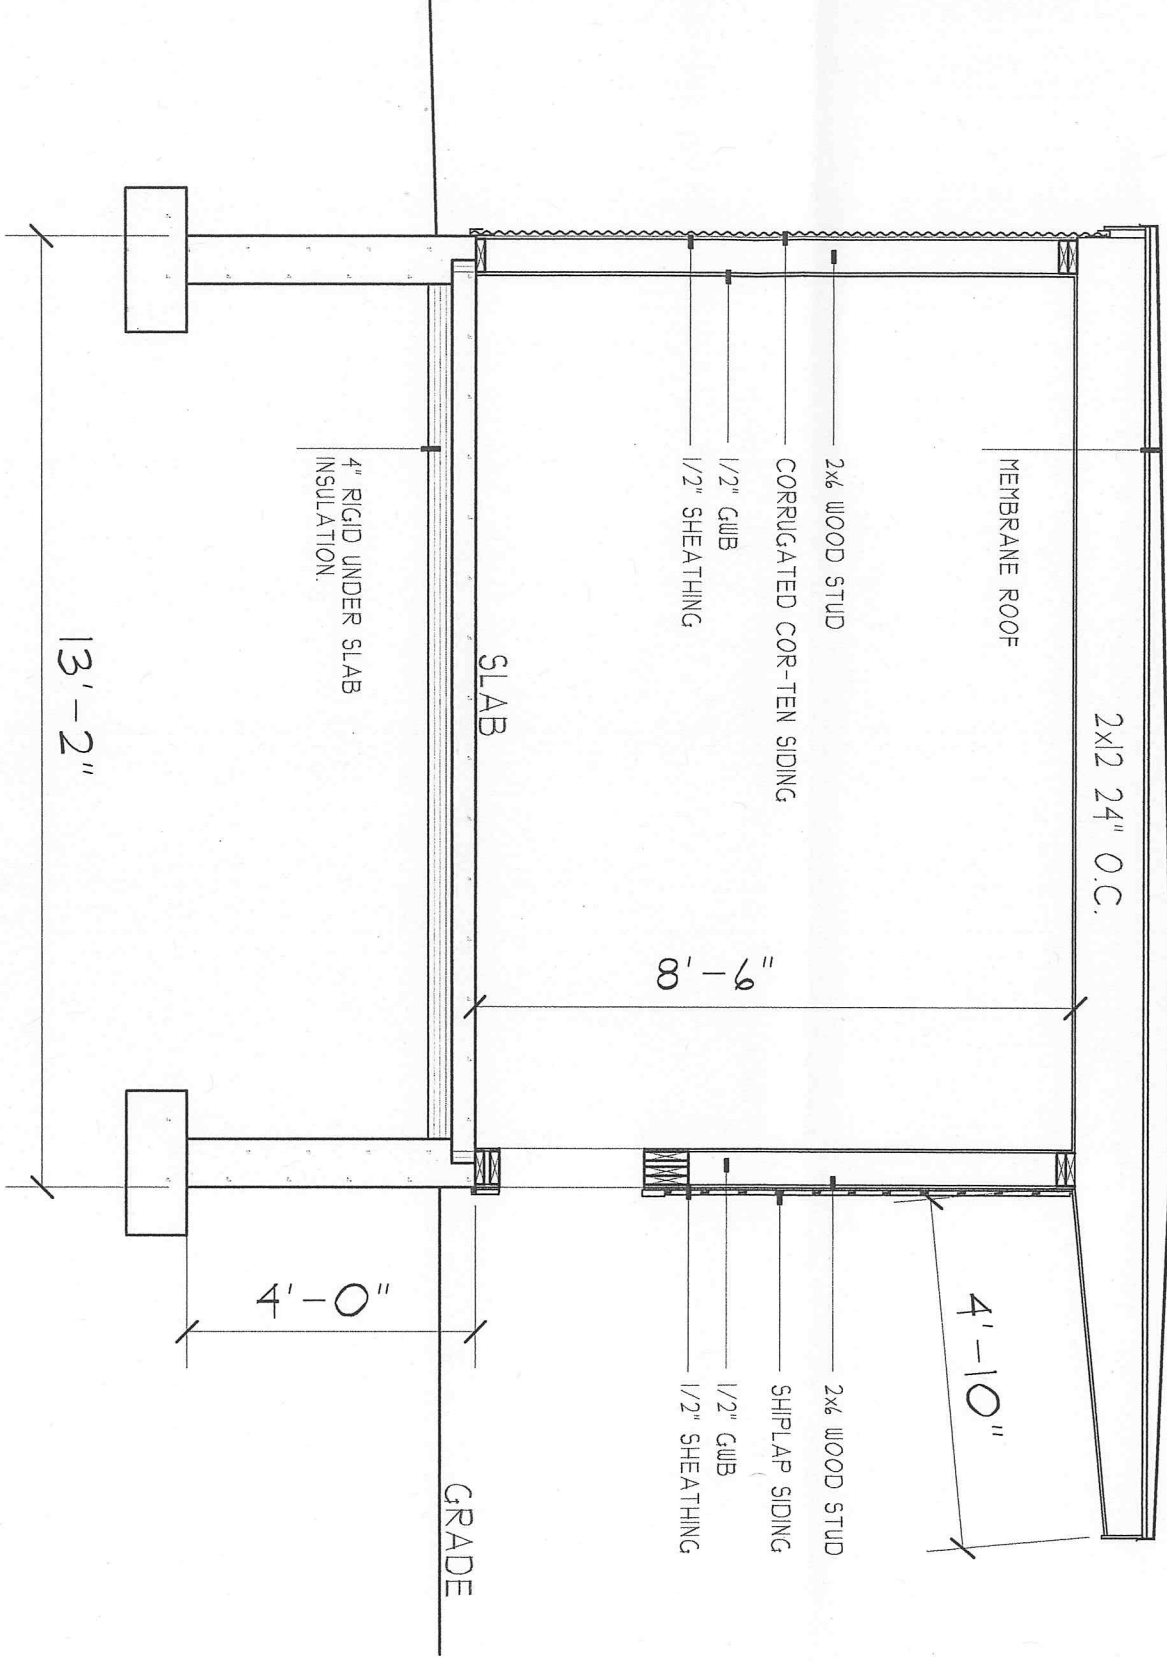 MEMBRANE ROOF
2x12 24" O.C.
2x6 WOOD STUD
CORRUGATED COR-TEN SIDING
1/2" GWB
1/2" SHEATHING
8'-6"
4'-10"
2x6 WOOD STUD
SHIPLAP SIDING
1/2" GWB
1/2" SHEATHING
SLAB
GRADE
4" RIGID UNDER SLAB
INSULATION.
4'-0"
13'-2"